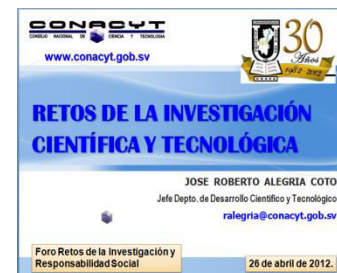 CONACYT
CONSEJO NACIONAL DE CIENCIA Y TECNOLOGIA
www.conacyt.gob.sv
30
Años
1982-2012
RETOS DE LA INVESTIGACIÓN
CIENTÍFICA Y TECNOLÓGICA
JOSE ROBERTO ALEGRIA COTO
Jefe Depto. de Desarrollo Científico y Tecnológico
ralegria@conacyt.gob.sv
Foro Retos de la Investigación y
Responsabilidad Social
26 de abril de 2012.